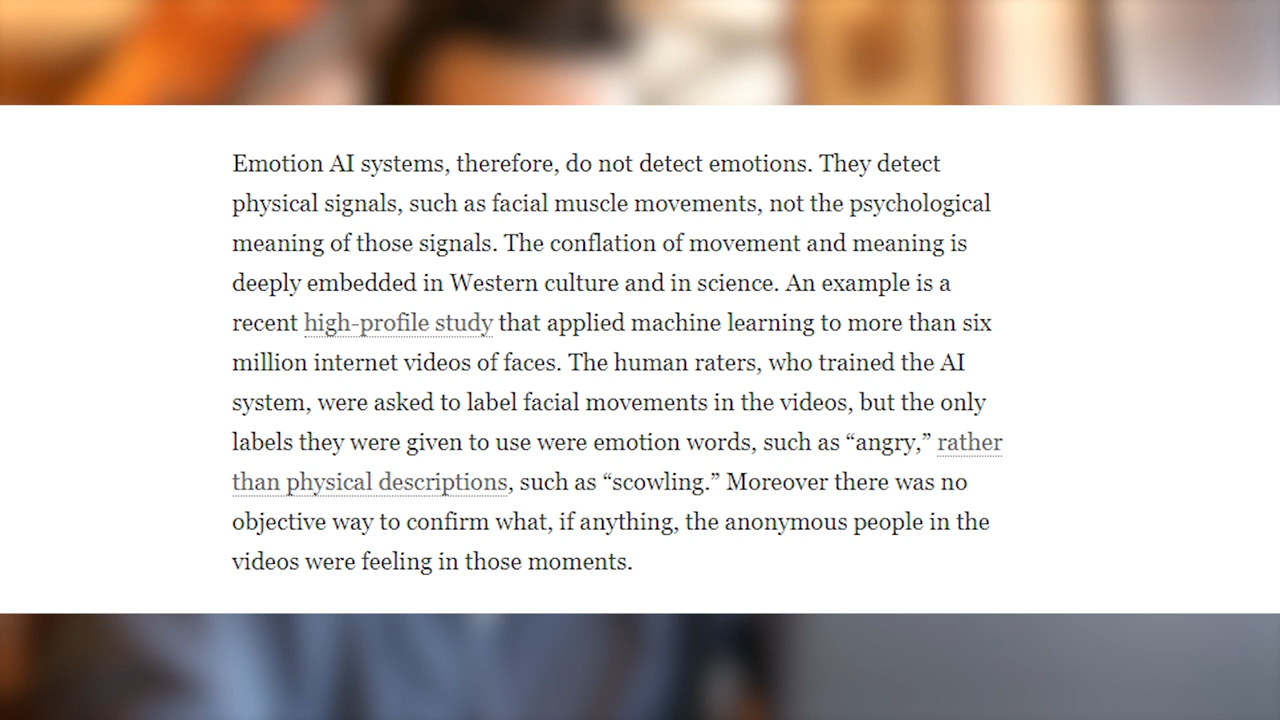 Emotion AI systems, therefore, do not detect emotions. They detect
physical signals, such as facial muscle movements, not the psychological
meaning of those signals. The conflation of movement and meaning is
deeply embedded in Western culture and in science. An example is a
recent high-profile study that applied machine learning to more than six
million internet videos of faces. The human raters, who trained the AI
system, were asked to label facial movements in the videos, but the only
labels they were given to use were emotion words, such as “angry,” rather
than physical descriptions, such as “scowling.” Moreover there was no
objective way to confirm what, if anything, the anonymous people in the
videos were feeling in those moments.